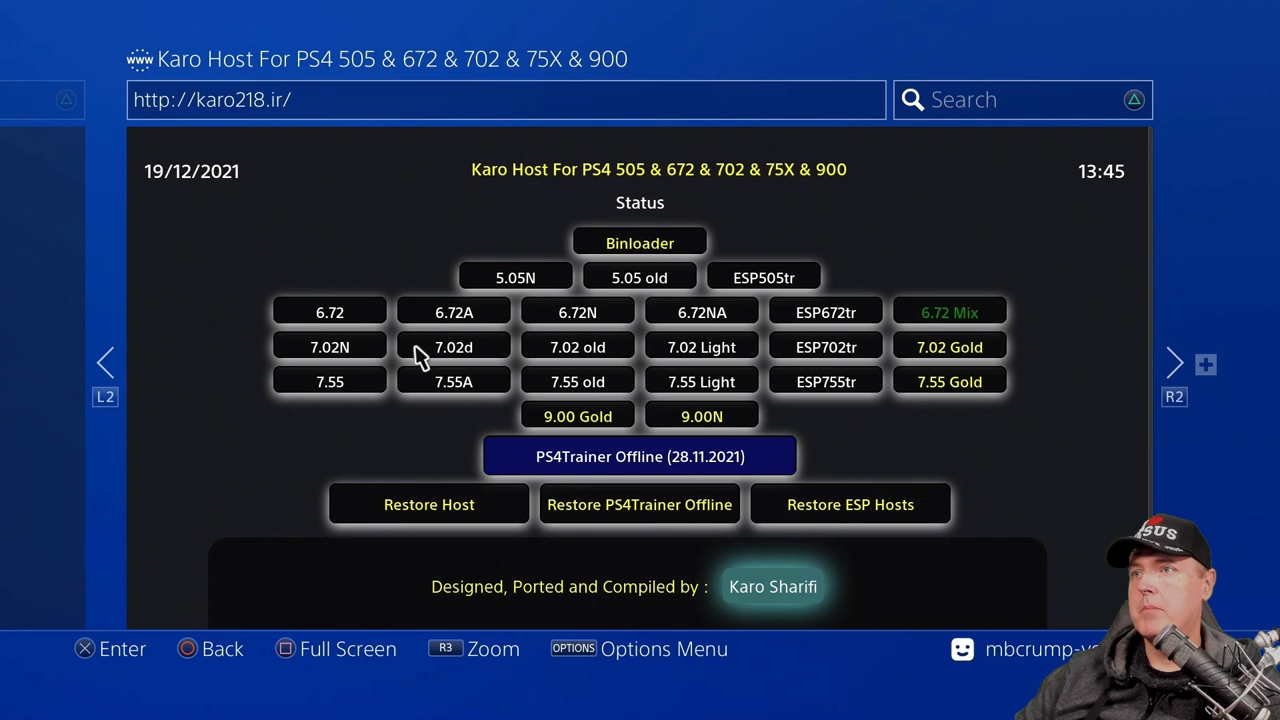 www Karo Host For PS4 505 & 672 & 702 & 75X & 900
http://karo218.ir/
Search
19/12/2021
Karo Host For PS4 505 & 672 & 702 & 75X & 900
13:45
Status
Binloader
5.05N 5.05 old ESP505tr
6.72 6.72A 6.72N 6.72NA ESP672tr 6.72 Mix
7.02N 7.02d 7.02 old 7.02 Light ESP702tr 7.02 Gold
7.55 7.55A 7.55 old 7.55 Light ESP755tr 7.55 Gold
9.00 Gold 9.00N
PS4Trainer Offline (28.11.2021)
Restore Host Restore PS4Trainer Offline Restore ESP Hosts
Designed, Ported and Compiled by : Karo Sharifi
L2
R2
Enter Back Full Screen R3 Zoom OPTIONS Options Menu